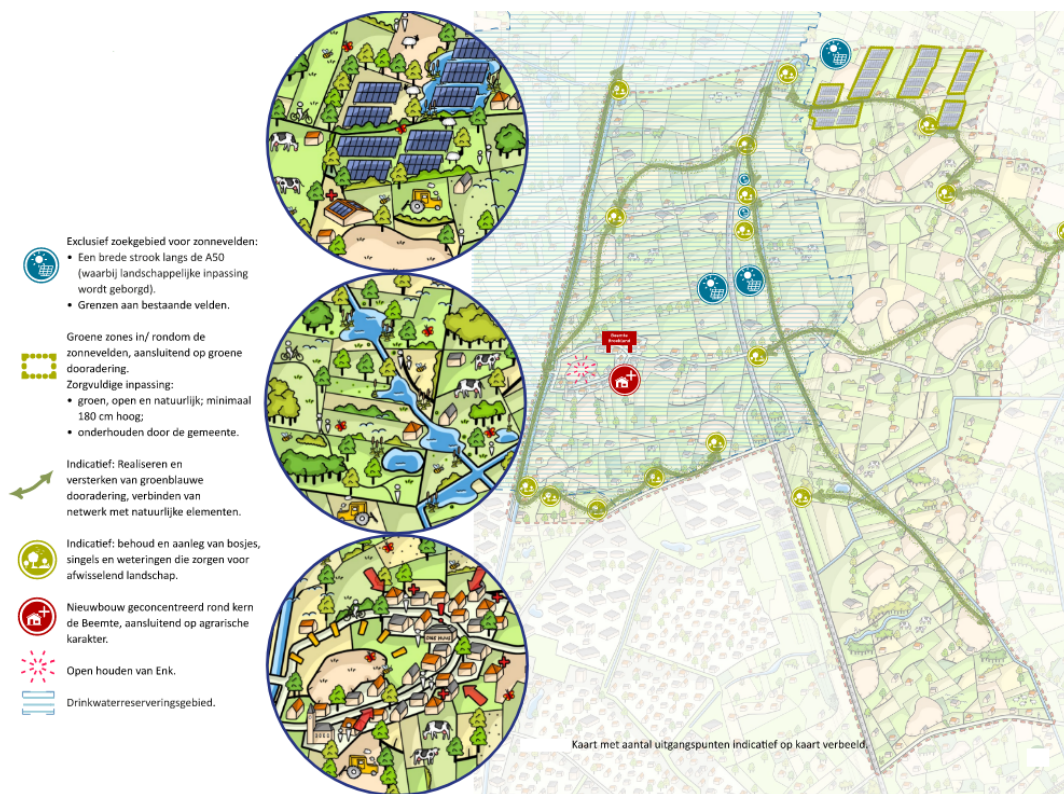 Exclusief zoekgebied voor zonnevelden:
• Een brede strook langs de A50
(waarbij landschappelijke inpassing
wordt geborgd).
• Grenzen aan bestaande velden.
Groene zones in/ rondom de
zonnevelden, aansluitend op groene
dooradering.
Zorgvuldige inpassing:
• groen, open en natuurlijk; minimaal
180 cm hoog;
• onderhouden door de gemeente.
Indicatief: Realiseren en
versterken van groenblauwe
dooradering, verbinden van
netwerk met natuurlijke elementen.
Indicatief: behoud en aanleg van bosjes,
singels en weteringen die zorgen voor
afwisselend landschap.
Nieuwbouw geconcentreerd rond kern
de Beemte, aansluitend op agrarische
karakter.
Open houden van Enk.
Drinkwaterreserveringsgebied.
Beemte
Broekland
Kaart met aantal uitgangspunten indicatief op kaart verbeeld.